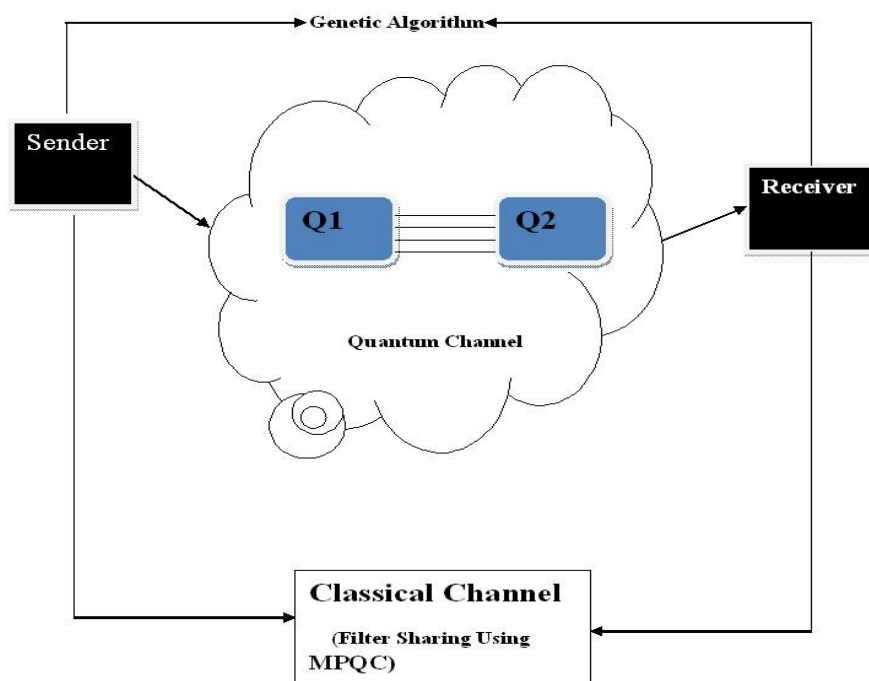 Genetic Algorithm
Sender
Receiver
Q1
Q2
Quantum Channel
Classical Channel
(Filter Sharing Using
MPQC)